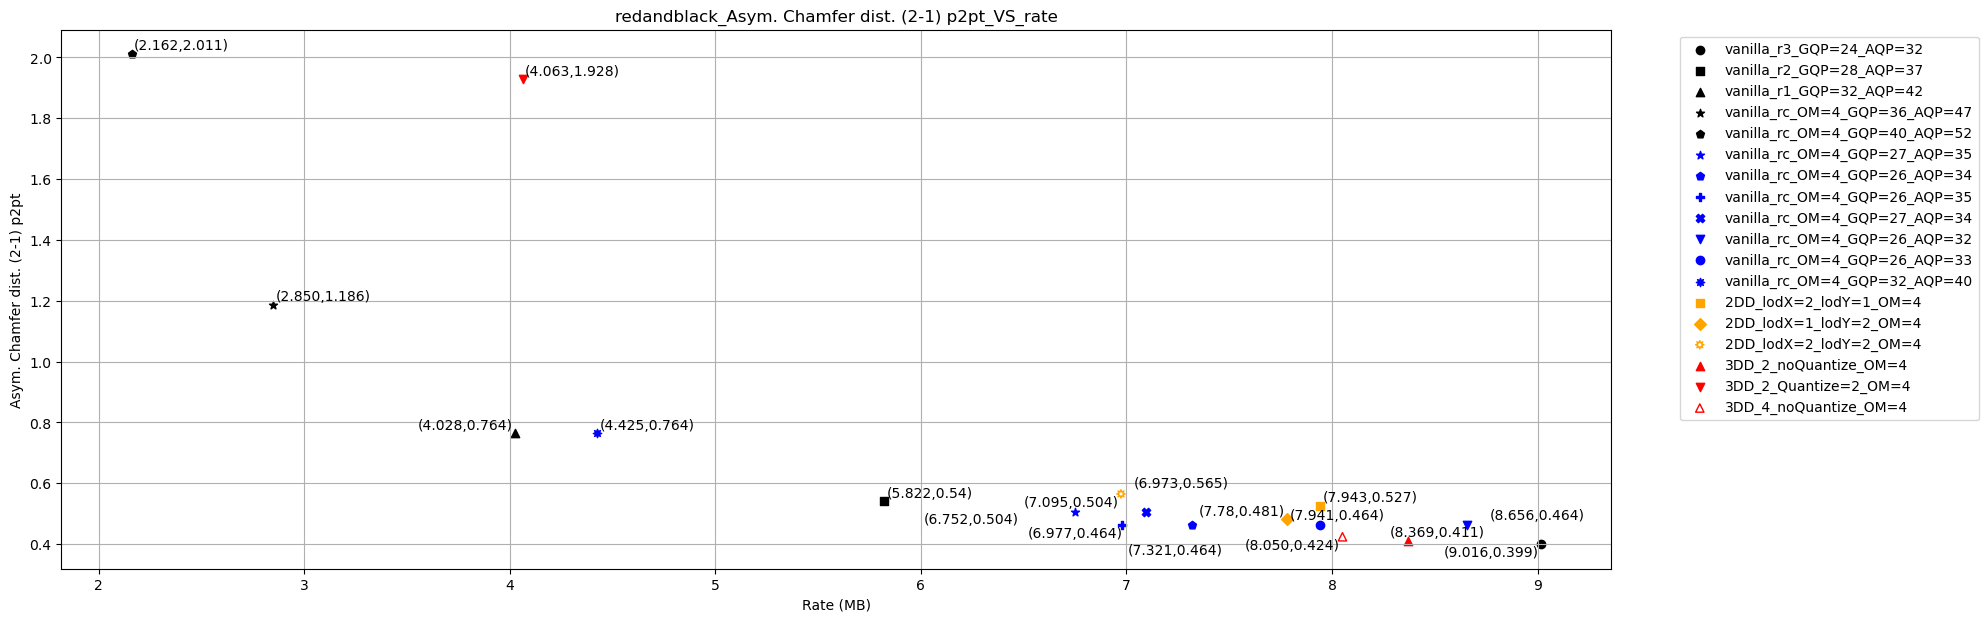 redandblack_Asym. Chamfer dist. (2-1) p2pt_VS_rate
Asym. Chamfer dist. (2-1) p2pt
2.0
1.8
1.6
1.4
1.2
1.0
0.8
0.6
0.4
(2.162,2.011)
(4.063,1.928)
(2.850,1.186)
(4.028,0.764)
(4.425,0.764)
(5.822,0.54)
(6.973,0.565)
(7.095,0.504)
(6.752,0.504)
(6.977,0.464)
(7.321,0.464)
(7.78,0.481)
(7.943,0.527)
(7.941,0.464)
(8.050,0.424)
(8.369,0.411)
(8.656,0.464)
(9.016,0.399)
2
3
4
5
6
7
8
9
Rate (MB)
vanilla_r3_GQP=24_AQP=32
vanilla_r2_GQP=28_AQP=37
vanilla_r1_GQP=32_AQP=42
vanilla_rc_OM=4_GQP=36_AQP=47
vanilla_rc_OM=4_GQP=40_AQP=52
vanilla_rc_OM=4_GQP=27_AQP=35
vanilla_rc_OM=4_GQP=26_AQP=34
vanilla_rc_OM=4_GQP=26_AQP=35
vanilla_rc_OM=4_GQP=27_AQP=34
vanilla_rc_OM=4_GQP=26_AQP=32
vanilla_rc_OM=4_GQP=26_AQP=33
vanilla_rc_OM=4_GQP=32_AQP=40
2DD_lodX=2_lodY=1_OM=4
2DD_lodX=1_lodY=2_OM=4
2DD_lodX=2_lodY=2_OM=4
3DD_2_noQuantize_OM=4
3DD_2_Quantize=2_OM=4
3DD_4_noQuantize_OM=4